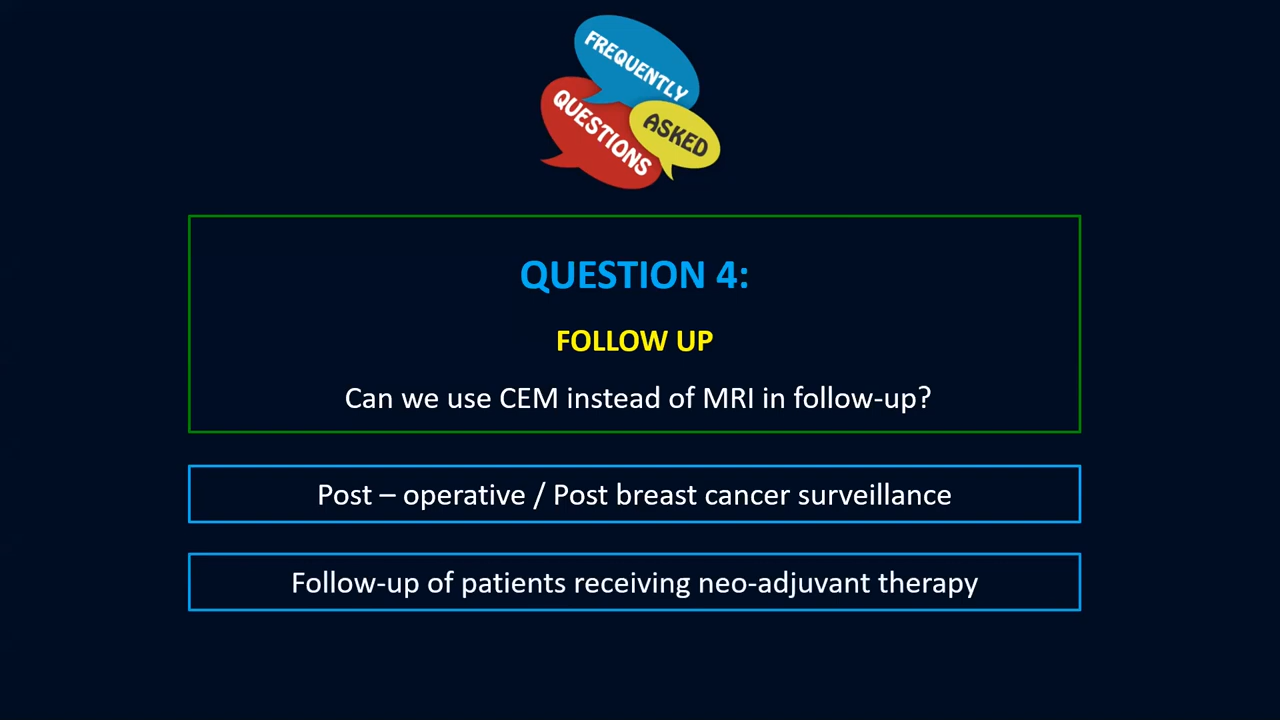 FREQUENTLY
ASKED
QUESTIONS
QUESTION 4:
FOLLOW UP
Can we use CEM instead of MRI in follow-up?
Post – operative / Post breast cancer surveillance
Follow-up of patients receiving neo-adjuvant therapy